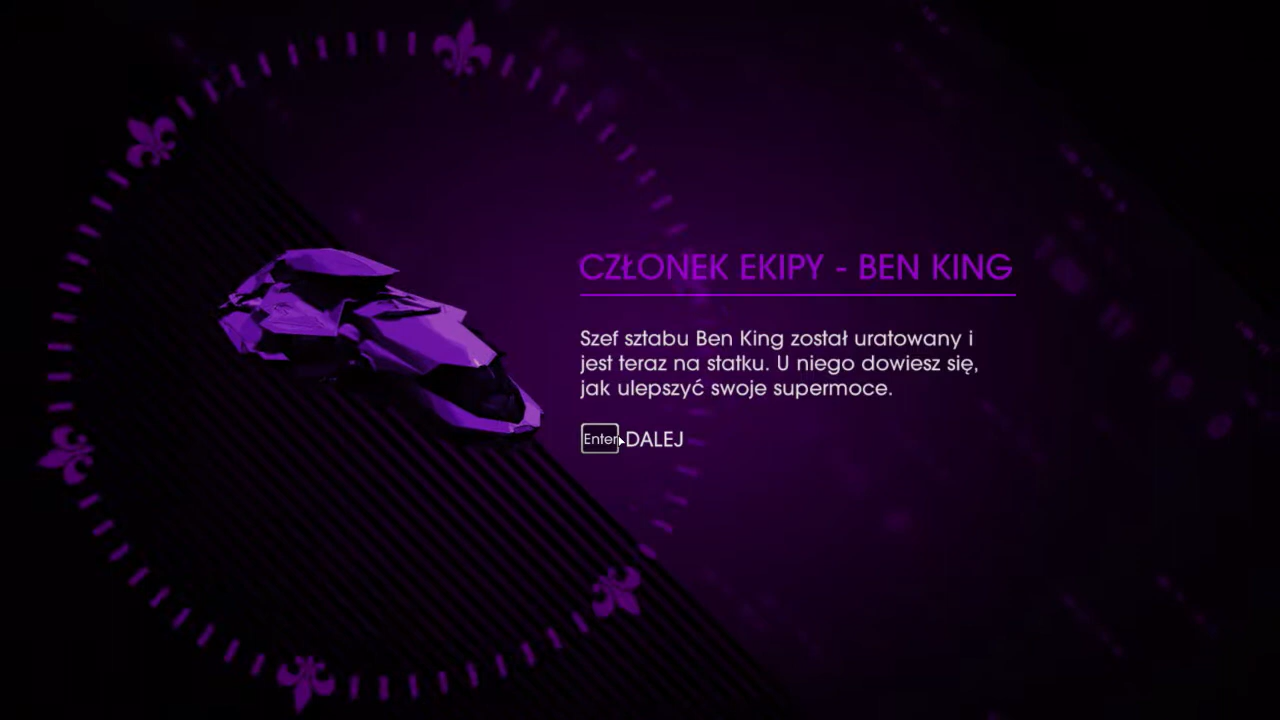 CZŁONEK EKIPY - BEN KING
Szef sztabu Ben King został uratowany i
jest teraz na statku. U niego dowiesz się,
jak ulepszyć swoje supermoce.
Enter DALEJ